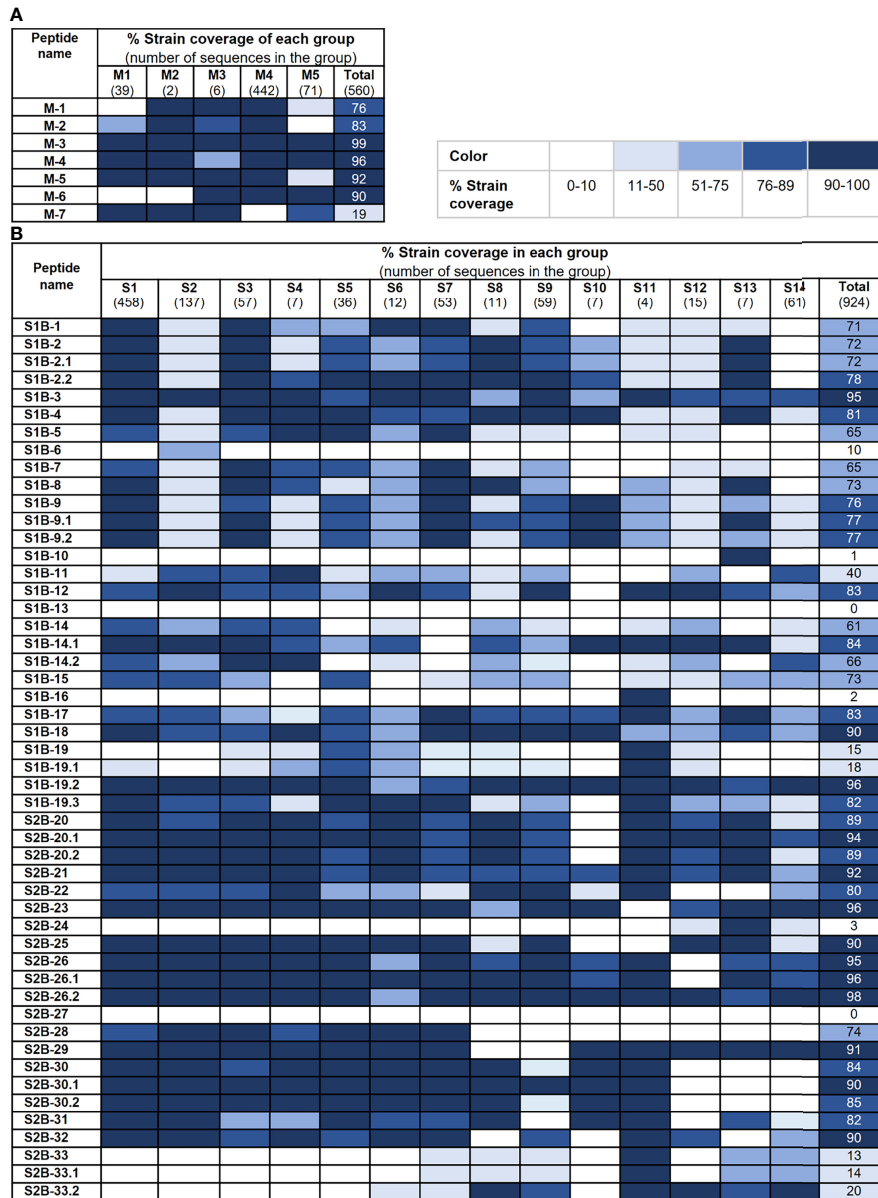 A
Peptide name | % Strain coverage of each group (number of sequences in the group)
M1 (39) | M2 (2) | M3 (6) | M4 (442) | M5 (71) | Total (560)
M-1 76
M-2 83
M-3 99
M-4 96
M-5 92
M-6 90
M-7 19
Color
% Strain coverage | 0-10 | 11-50 | 51-75 | 76-89 | 90-100
B
Peptide name | % Strain coverage in each group (number of sequences in the group)
S1 (458) | S2 (137) | S3 (57) | S4 (7) | S5 (36) | S6 (12) | S7 (53) | S8 (11) | S9 (59) | S10 (7) | S11 (4) | S12 (15) | S13 (7) | S14 (61) | Total (924)
S1B-1 71
S1B-2 72
S1B-2.1 72
S1B-2.2 78
S1B-3 95
S1B-4 81
S1B-5 65
S1B-6 10
S1B-7 65
S1B-8 73
S1B-9 76
S1B-9.1 77
S1B-9.2 77
S1B-10 1
S1B-11 40
S1B-12 83
S1B-13 0
S1B-14 61
S1B-14.1 84
S1B-14.2 66
S1B-15 73
S1B-16 2
S1B-17 83
S1B-18 90
S1B-19 15
S1B-19.1 18
S1B-19.2 96
S1B-19.3 82
S2B-20 89
S2B-20.1 94
S2B-20.2 89
S2B-21 92
S2B-22 80
S2B-23 96
S2B-24 3
S2B-25 90
S2B-26 95
S2B-26.1 96
S2B-26.2 98
S2B-27 0
S2B-28 74
S2B-29 91
S2B-30 84
S2B-30.1 90
S2B-30.2 85
S2B-31 82
S2B-32 90
S2B-33 13
S2B-33.1 14
S2B-33.2 20